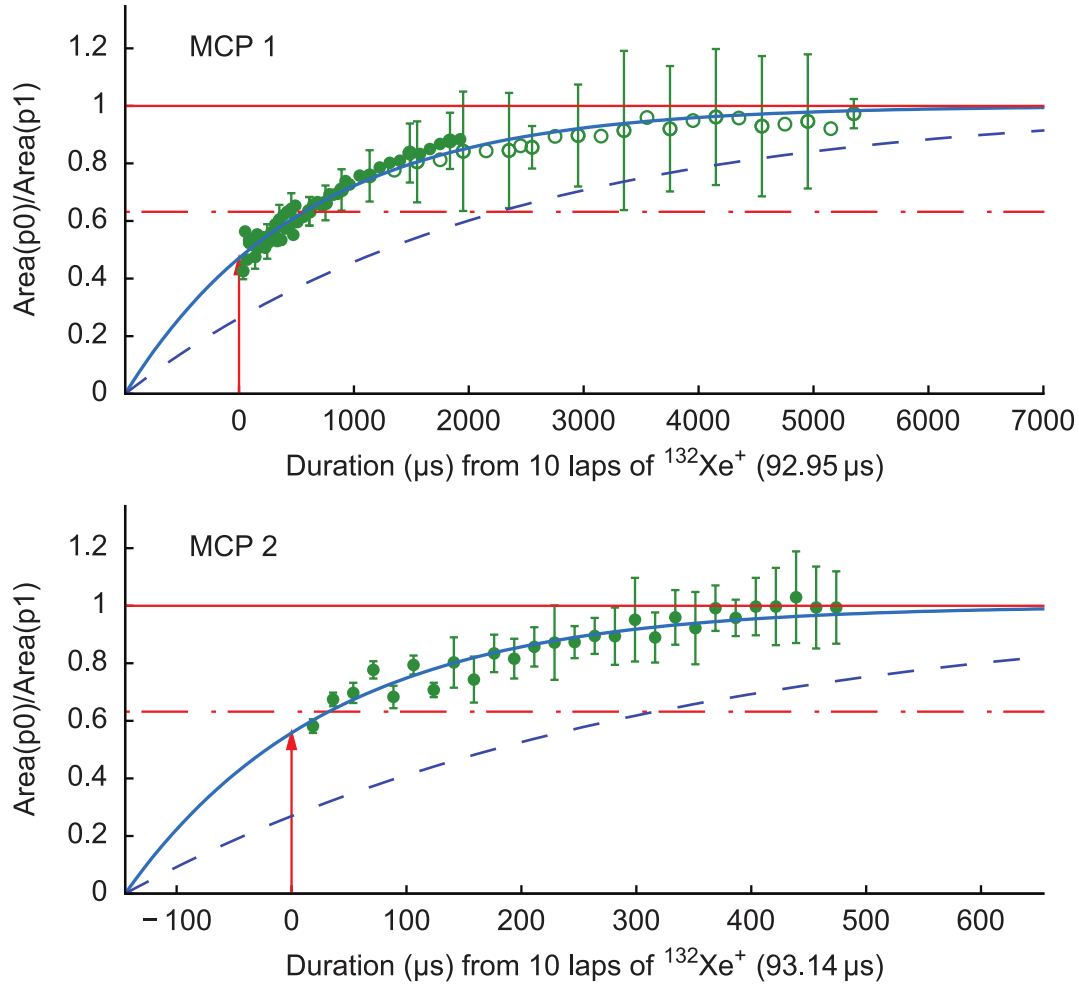 MCP 1
Area(p0)/Area(p1)
1.2
1
0.8
0.6
0.4
0.2
0
0 1000 2000 3000 4000 5000 6000 7000
Duration (μs) from 10 laps of ¹³²Xe⁺ (92.95 μs)
MCP 2
Area(p0)/Area(p1)
1.2
1
0.8
0.6
0.4
0.2
0
−100 0 100 200 300 400 500 600
Duration (μs) from 10 laps of ¹³²Xe⁺ (93.14 μs)